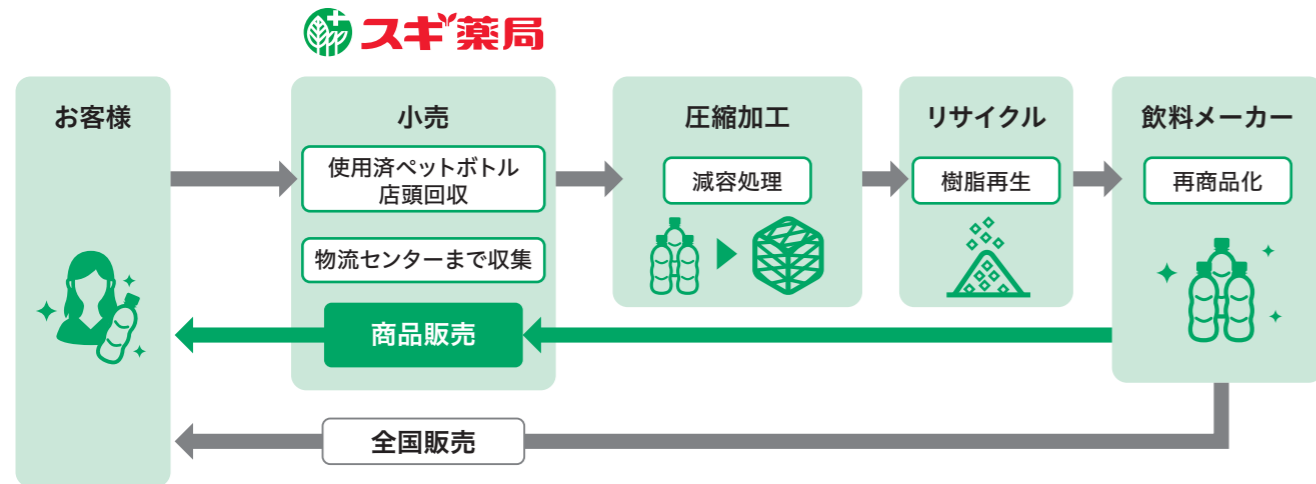 スギ薬局
お客様
小売
使用済ペットボトル
店頭回収
物流センターまで収集
商品販売
圧縮加工
減容処理
リサイクル
樹脂再生
飲料メーカー
再商品化
全国販売